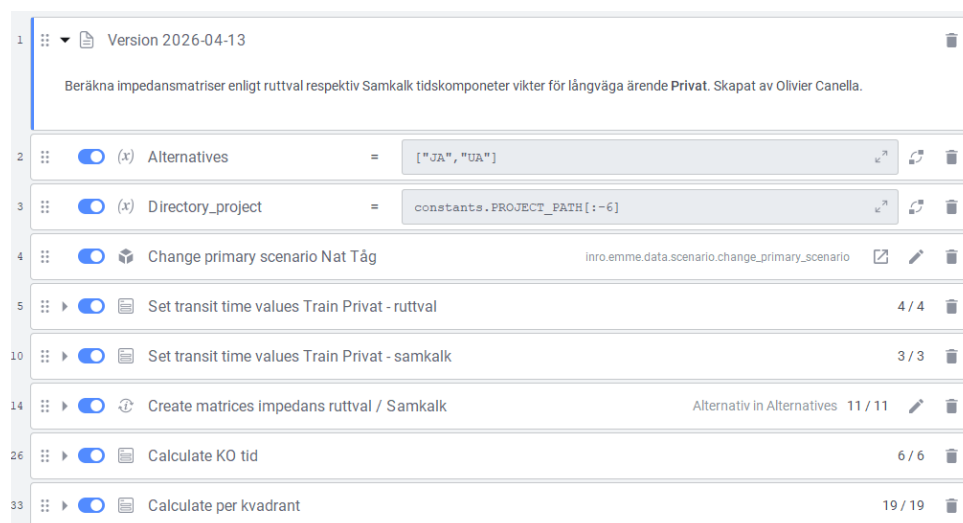 1 Version 2026-04-13
Beräkna impedansmatriser enligt ruttval respektiv Samkalk tidskomponeter vikter för långväga ärende Privat. Skapat av Olivier Canella.
2 (x) Alternatives = ["JA","UA"]
3 (x) Directory_project = constants.PROJECT_PATH[:-6]
4 Change primary scenario Nat Tåg inro.emme.data.scenario.change_primary_scenario
5 Set transit time values Train Privat - ruttval 4 / 4
10 Set transit time values Train Privat - samkalk 3 / 3
14 Create matrices impedans ruttval / Samkalk Alternativ in Alternatives 11 / 11
26 Calculate KO tid 6 / 6
33 Calculate per kvadrant 19 / 19